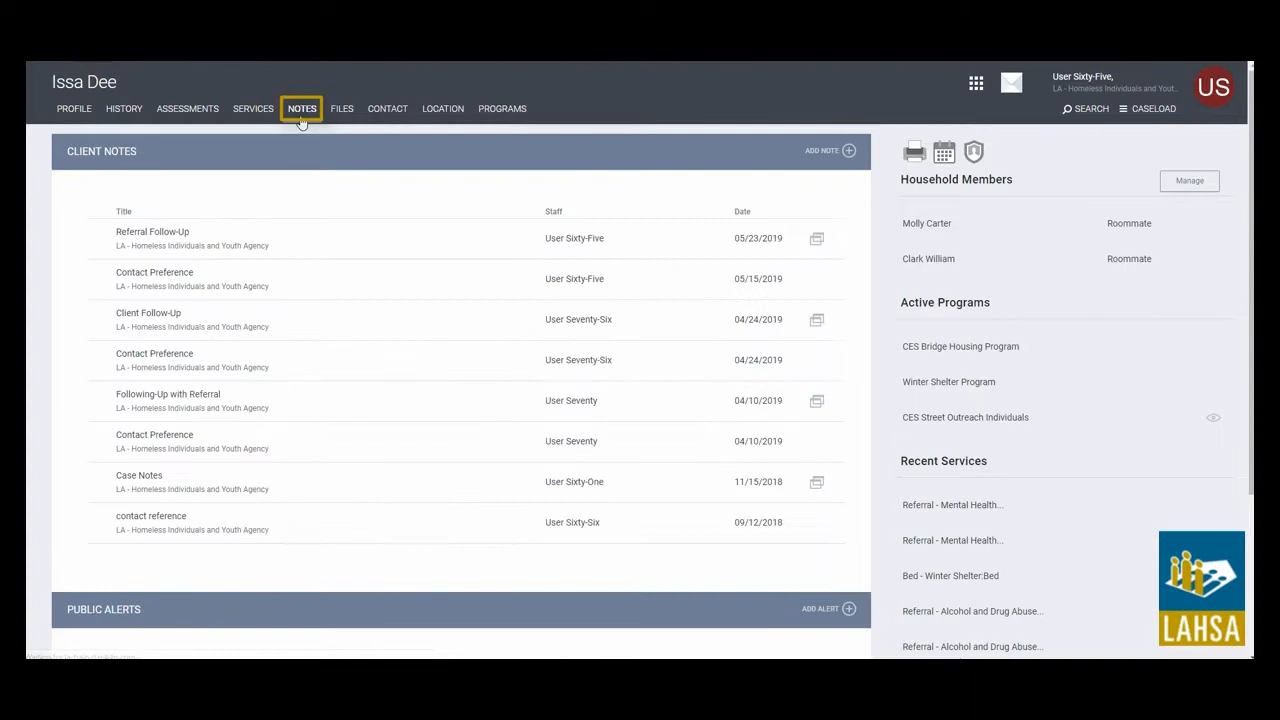 Issa Dee
PROFILE HISTORY ASSESSMENTS SERVICES NOTES FILES CONTACT LOCATION PROGRAMS
User Sixty-Five,
LA - Homeless Individuals and Yout...
US
SEARCH CASELOAD
CLIENT NOTES ADD NOTE
Title Staff Date
Referral Follow-Up User Sixty-Five 05/23/2019
LA - Homeless Individuals and Youth Agency
Contact Preference User Sixty-Five 05/15/2019
LA - Homeless Individuals and Youth Agency
Client Follow-Up User Seventy-Six 04/24/2019
LA - Homeless Individuals and Youth Agency
Contact Preference User Seventy-Six 04/24/2019
LA - Homeless Individuals and Youth Agency
Following-Up with Referral User Seventy 04/10/2019
LA - Homeless Individuals and Youth Agency
Contact Preference User Seventy 04/10/2019
LA - Homeless Individuals and Youth Agency
Case Notes User Sixty-One 11/15/2018
LA - Homeless Individuals and Youth Agency
contact reference User Sixty-Six 09/12/2018
LA - Homeless Individuals and Youth Agency
PUBLIC ALERTS ADD ALERT
Household Members Manage
Molly Carter Roommate
Clark William Roommate
Active Programs
CES Bridge Housing Program
Winter Shelter Program
CES Street Outreach Individuals
Recent Services
Referral - Mental Health...
Referral - Mental Health...
Bed - Winter Shelter:Bed
Referral - Alcohol and Drug Abuse...
Referral - Alcohol and Drug Abuse...
LAHSA